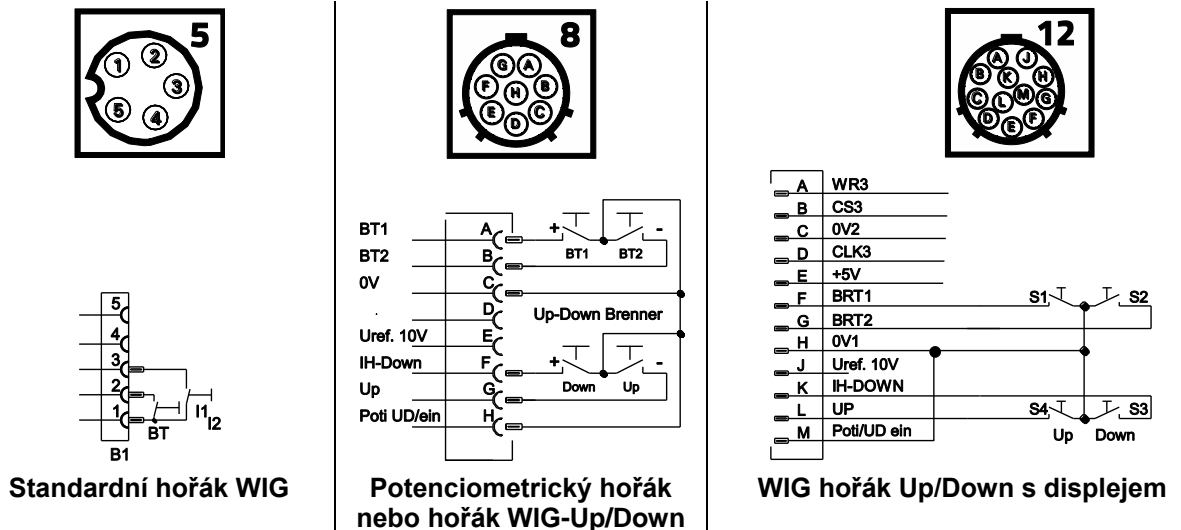 5
1
2
3
4
5
5
4
3
2
1
BT
I1
I2
B1
Standardní hořák WIG
8
G
A
F
H
B
E
C
D
BT1
A
+
-
BT1
BT2
BT2
B
0V
C
D
Up-Down Brenner
Uref. 10V
E
IH-Down
F
+
-
Down
Up
Up
G
Poti UD/ein
H
Potenciometrický hořák
nebo hořák WIG-Up/Down
12
A
J
B
K
H
C
L
M
G
D
E
F
A WR3
B CS3
C 0V2
D CLK3
E +5V
F BRT1
S1
S2
G BRT2
H 0V1
J Uref. 10V
K IH-DOWN
L UP
S4
S3
M Poti/UD ein
Up
Down
WIG hořák Up/Down s displejem